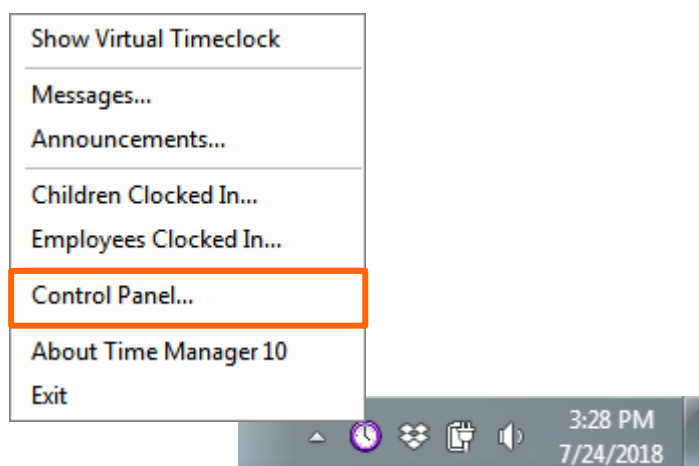 Show Virtual Timeclock
Messages...
Announcements...
Children Clocked In...
Employees Clocked In...
Control Panel...
About Time Manager 10
Exit
3:28 PM
7/24/2018